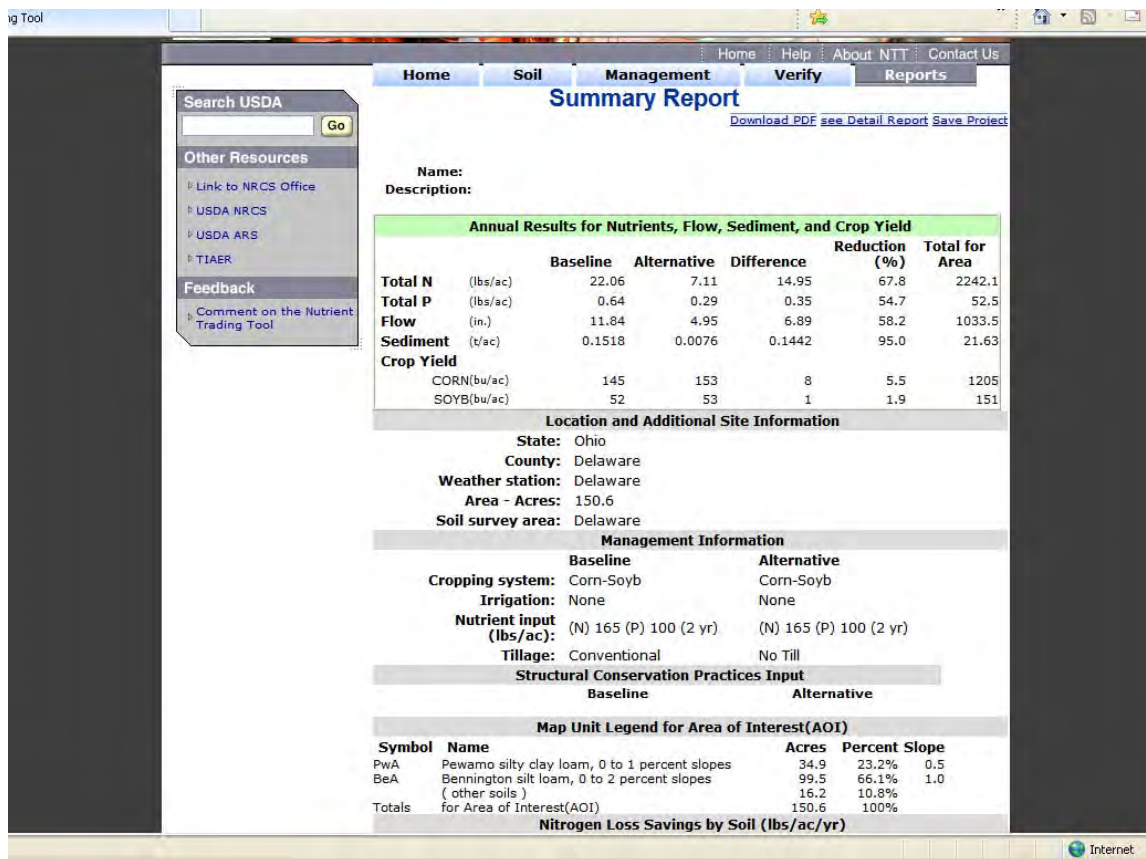 ng Tool
Home Help About NTT Contact Us
Home Soil Management Verify Reports
Search USDA
Go
Other Resources
Link to NRCS Office
USDA NRCS
USDA ARS
TIAER
Feedback
Comment on the Nutrient
Trading Tool
Summary Report
Download PDF see Detail Report Save Project
Name:
Description:
Annual Results for Nutrients, Flow, Sediment, and Crop Yield
Baseline Alternative Difference Reduction (%) Total for Area
Total N (lbs/ac) 22.06 7.11 14.95 67.8 2242.1
Total P (lbs/ac) 0.64 0.29 0.35 54.7 52.5
Flow (in.) 11.84 4.95 6.89 58.2 1033.5
Sediment (t/ac) 0.1518 0.0076 0.1442 95.0 21.63
Crop Yield
CORN(bu/ac) 145 153 8 5.5 1205
SOYB(bu/ac) 52 53 1 1.9 151
Location and Additional Site Information
State: Ohio
County: Delaware
Weather station: Delaware
Area - Acres: 150.6
Soil survey area: Delaware
Management Information
Baseline Alternative
Cropping system: Corn-Soyb Corn-Soyb
Irrigation: None None
Nutrient input
(lbs/ac): (N) 165 (P) 100 (2 yr) (N) 165 (P) 100 (2 yr)
Tillage: Conventional No Till
Structural Conservation Practices Input
Baseline Alternative
Map Unit Legend for Area of Interest(AOI)
Symbol Name Acres Percent Slope
PwA Pewamo silty clay loam, 0 to 1 percent slopes 34.9 23.2% 0.5
BeA Bennington silt loam, 0 to 2 percent slopes 99.5 66.1% 1.0
( other soils ) 16.2 10.8%
Totals for Area of Interest(AOI) 150.6 100%
Nitrogen Loss Savings by Soil (lbs/ac/yr)
Internet